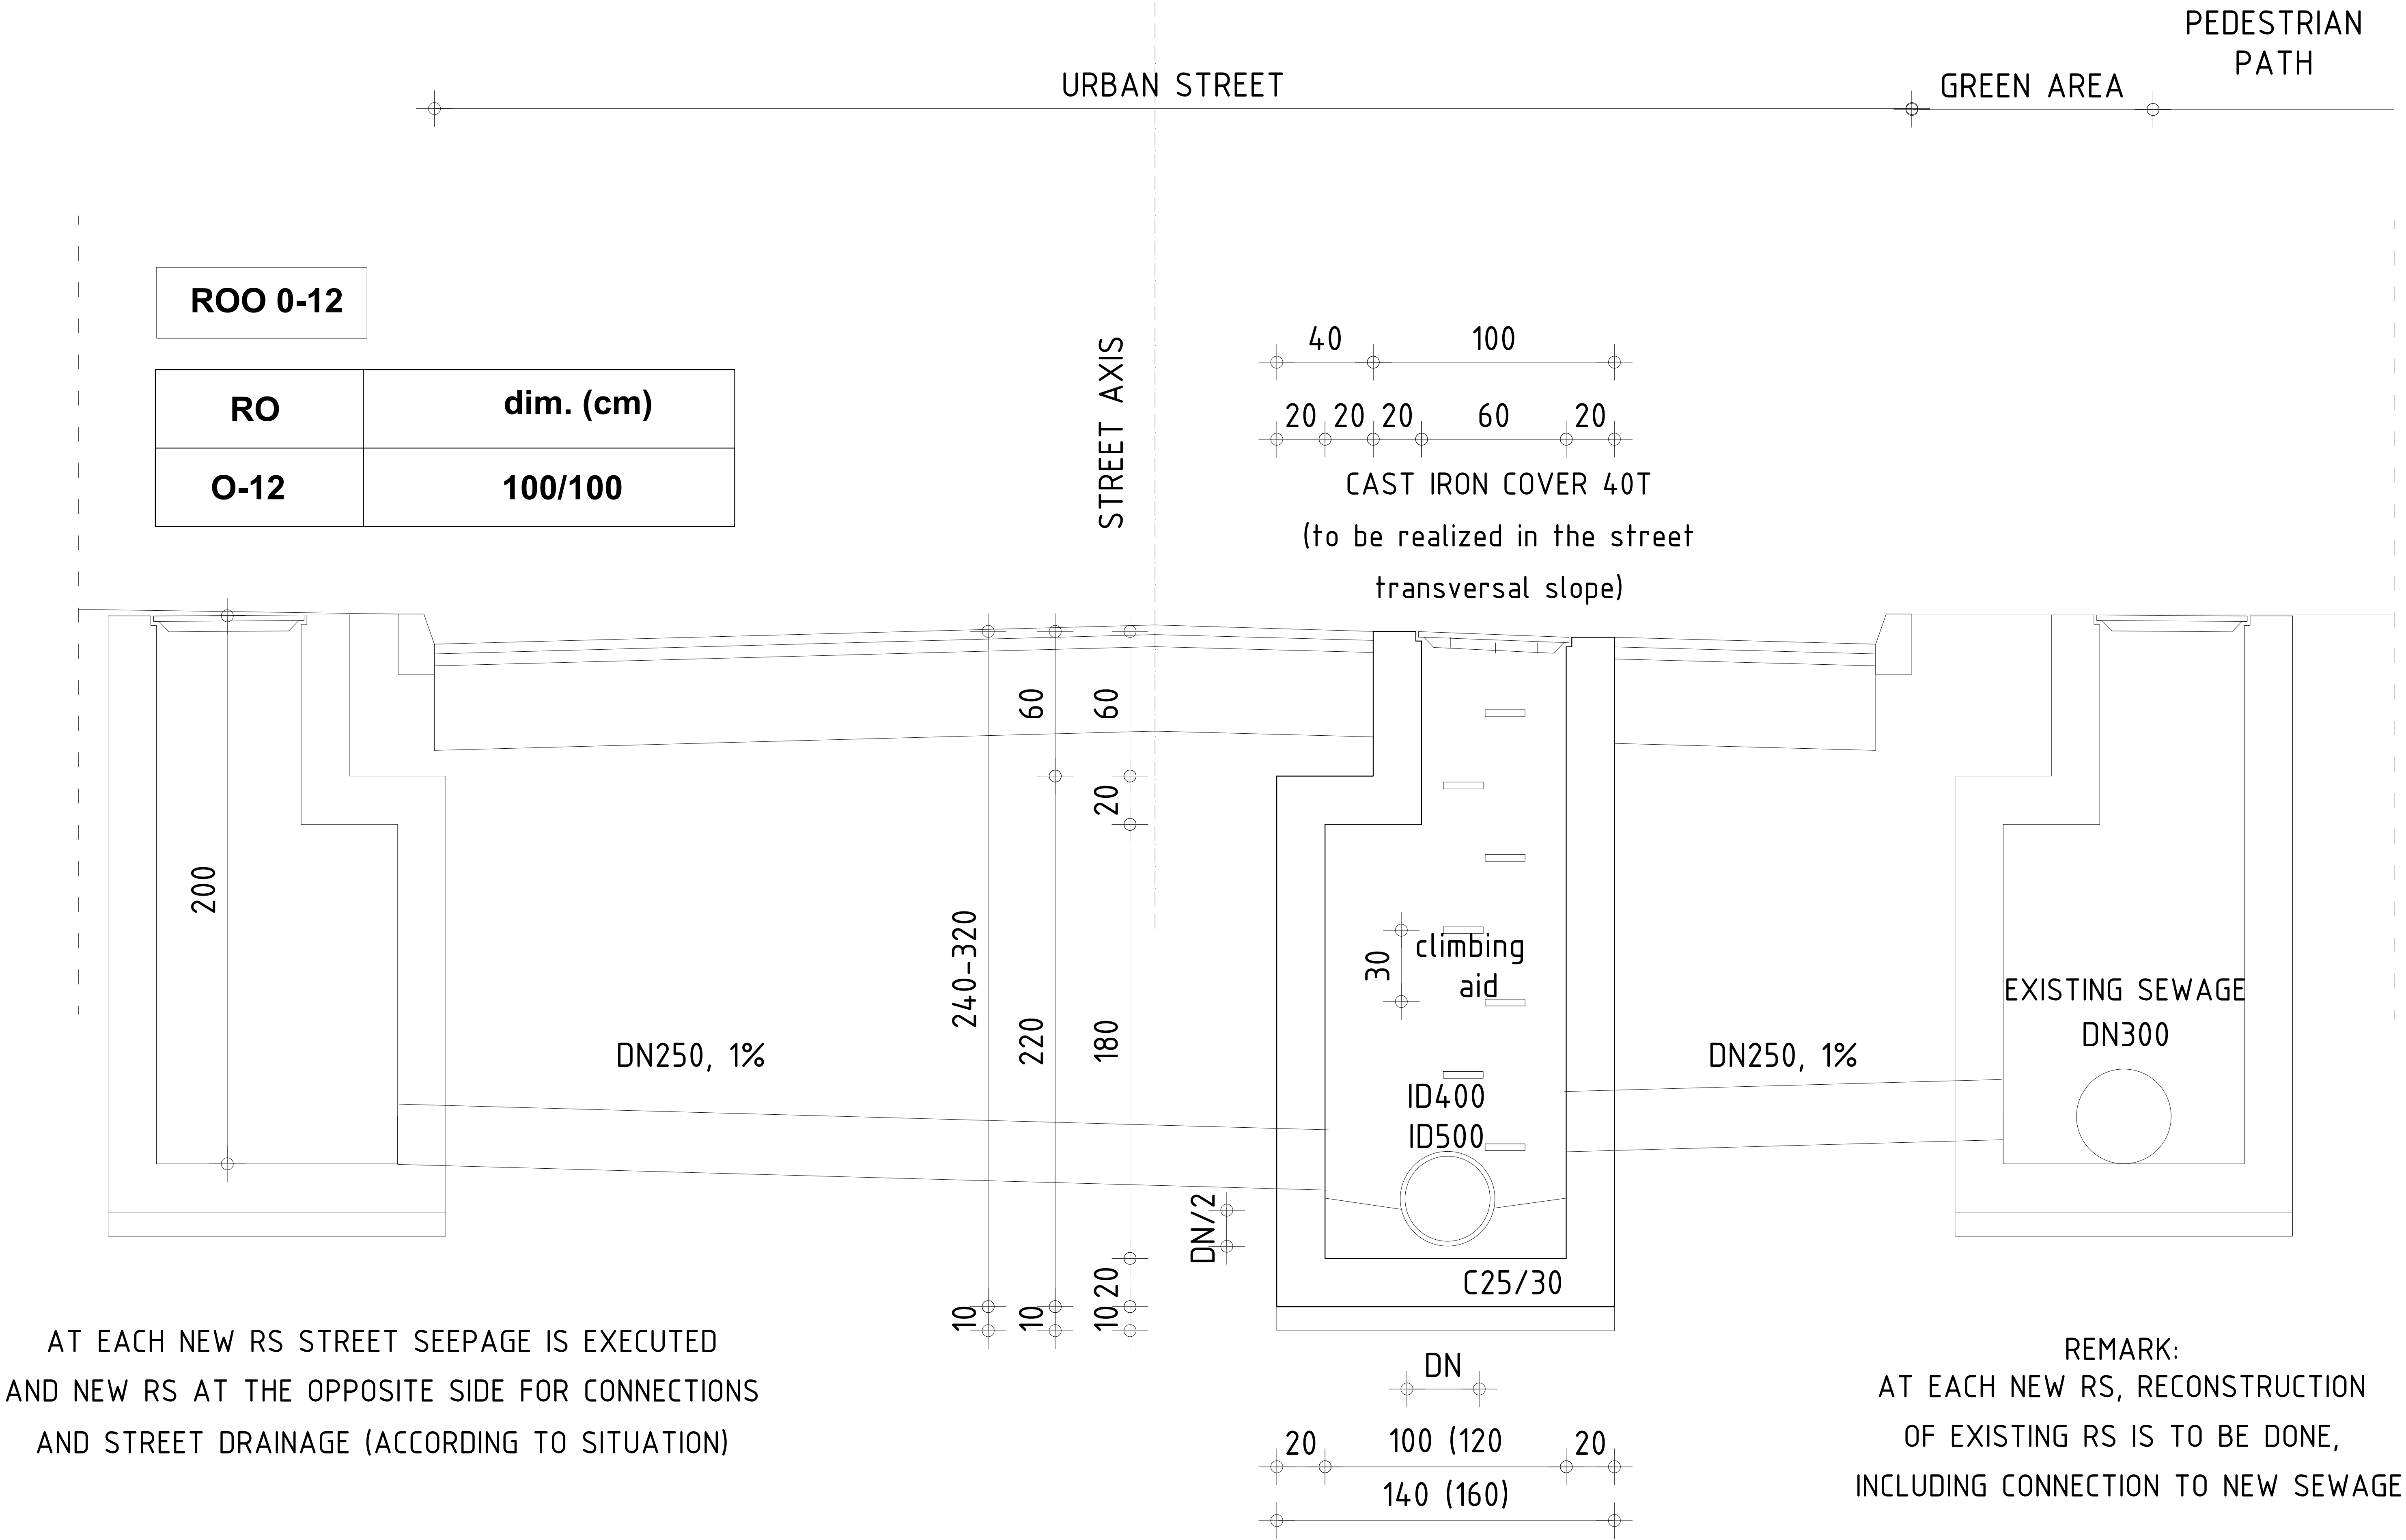 PEDESTRIAN
PATH
URBAN STREET
GREEN AREA
ROO 0-12
RO
dim. (cm)
O-12
100/100
STREET AXIS
40
100
20
20
20
60
20
CAST IRON COVER 40T
(to be realized in the street
transversal slope)
60
60
20
200
240-320
220
180
30
climbing
aid
EXISTING SEWAGE
DN300
DN250, 1%
DN250, 1%
ID400
ID500
DN/2
C25/30
20
10
10
10
DN
20
100 (120
20
140 (160)
AT EACH NEW RS STREET SEEPAGE IS EXECUTED
AND NEW RS AT THE OPPOSITE SIDE FOR CONNECTIONS
AND STREET DRAINAGE (ACCORDING TO SITUATION)
REMARK:
AT EACH NEW RS, RECONSTRUCTION
OF EXISTING RS IS TO BE DONE,
INCLUDING CONNECTION TO NEW SEWAGE